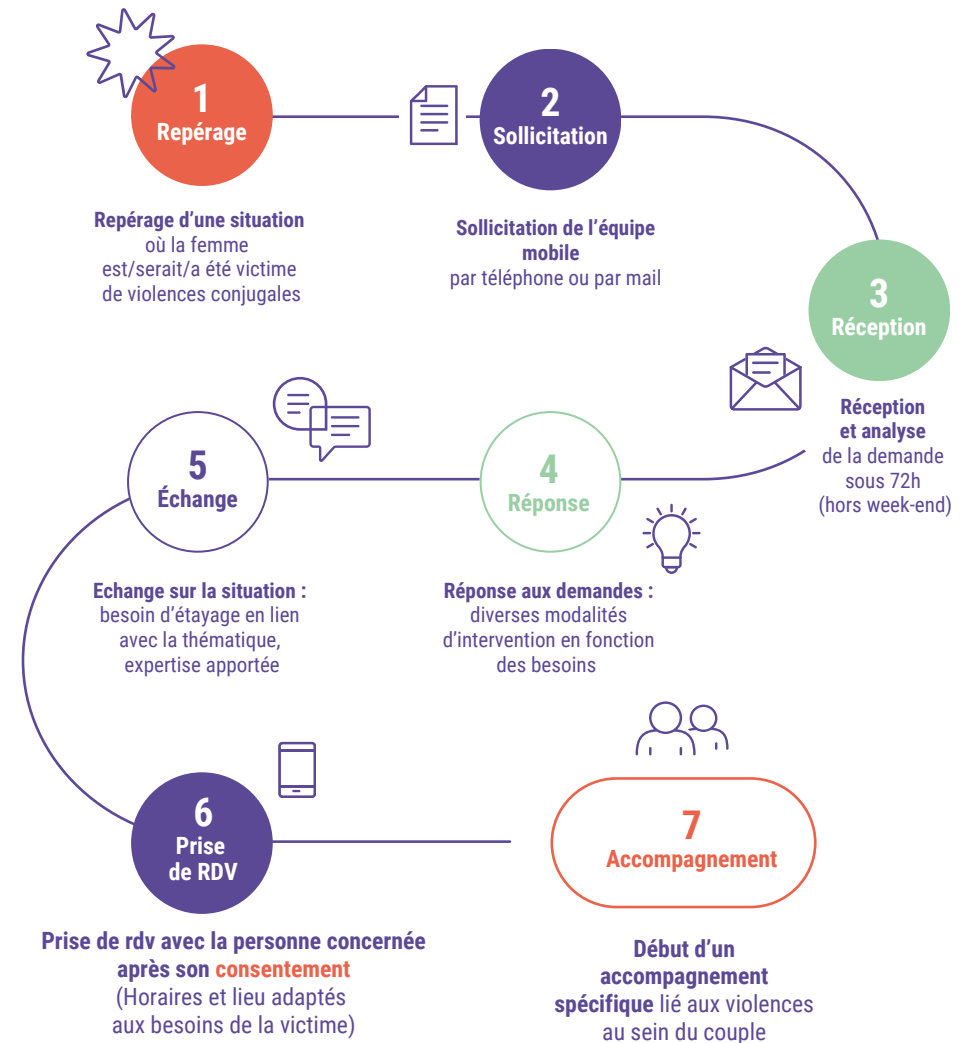 1
Repérage
Repérage d'une situation
où la femme
est/serait/a été victime
de violences conjugales
2
Sollicitation
Sollicitation de l'équipe
mobile
par téléphone ou par mail
3
Réception
Réception
et analyse
de la demande
sous 72h
(hors week-end)
4
Réponse
Réponse aux demandes :
diverses modalités
d'intervention en fonction
des besoins
5
Échange
Echange sur la situation :
besoin d'étayage en lien
avec la thématique,
expertise apportée
6
Prise
de RDV
Prise de rdv avec la personne concernée
après son consentement
(Horaires et lieu adaptés
aux besoins de la victime)
7
Accompagnement
Début d'un
accompagnement
spécifique lié aux violences
au sein du couple